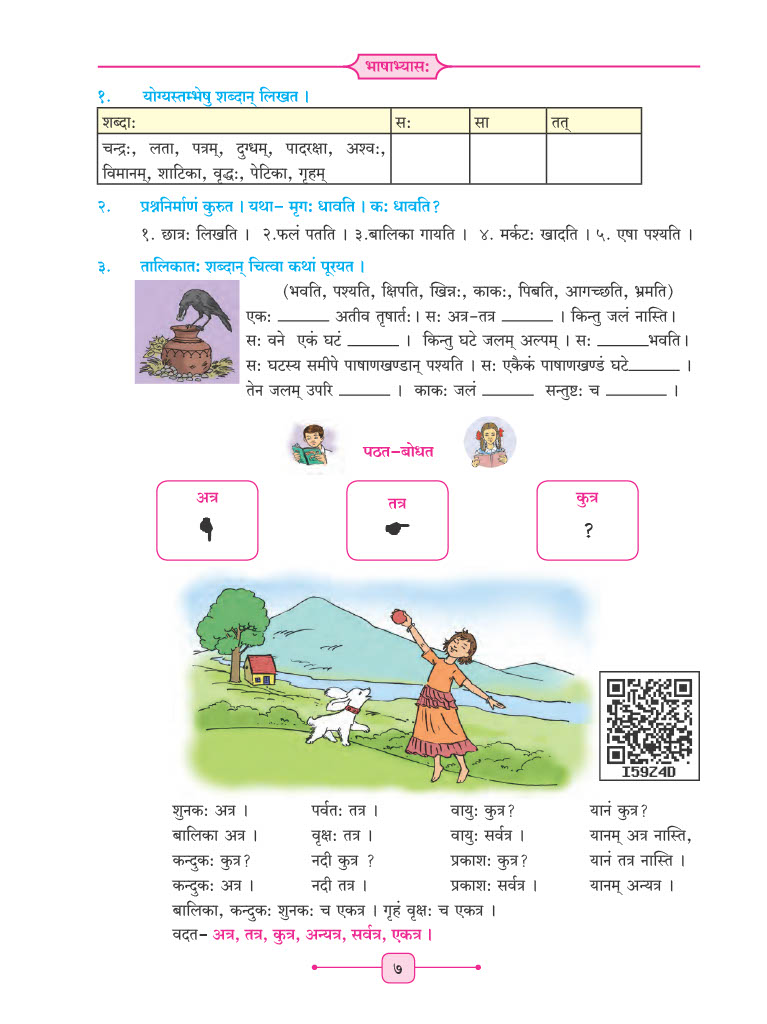 भाषाभ्यास:
१. योग्यस्तम्भेषु शब्दान् लिखत ।
शब्दा: स: सा तत्
चन्द्र:, लता, पत्रम्, दुग्धम्, पादरक्षा, अश्व:,
विमानम्, शाटिका, वृद्ध:, पेटिका, गृहम्
२. प्रश्ननिर्माणं कुरुत । यथा- मृग: धावति । क: धावति?
१. छात्र: लिखति । २.फलं पतति । ३.बालिका गायति । ४. मर्कट: खादति । ५. एषा पश्यति ।
३. तालिकात: शब्दान् चित्वा कथां पूरयत ।
(भवति, पश्यति, क्षिपति, खिन्न:, काक:, पिबति, आगच्छति, भ्रमति)
एक: ______ अतीव तृषार्त:। स: अत्र-तत्र ______ । किन्तु जलं नास्ति।
स: वने एकं घटं ______ । किन्तु घटे जलम् अल्पम् । स: ______भवति।
स: घटस्य समीपे पाषाणखण्डान् पश्यति । स: एकैकं पाषाणखण्डं घटे______ ।
तेन जलम् उपरि ______ । काक: जलं ______ सन्तुष्ट: च ______ ।
पठत-बोधत
अत्र तत्र कुत्र
?
I59Z4D
शुनक: अत्र । पर्वत: तत्र । वायु: कुत्र? यानं कुत्र?
बालिका अत्र । वृक्ष: तत्र । वायु: सर्वत्र । यानम् अत्र नास्ति,
कन्दुक: कुत्र? नदी कुत्र ? प्रकाश: कुत्र? यानं तत्र नास्ति ।
कन्दुक: अत्र । नदी तत्र । प्रकाश: सर्वत्र । यानम् अन्यत्र ।
बालिका, कन्दुक: शुनक: च एकत्र । गृहं वृक्ष: च एकत्र ।
वदत- अत्र, तत्र, कुत्र, अन्यत्र, सर्वत्र, एकत्र ।
७